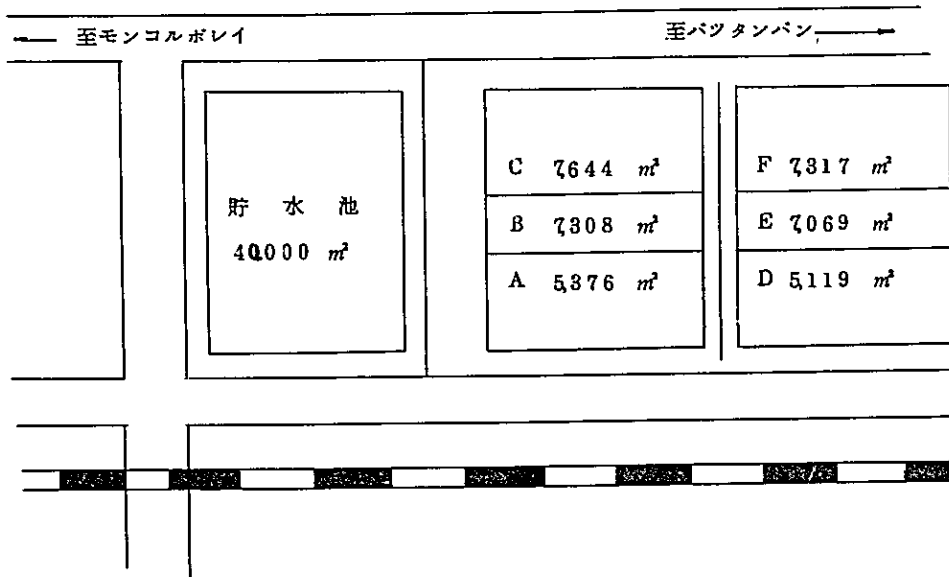 ← 至モンコルボレイ
至バツタンバン →
貯水池
40,000 m²
C 7,644 m²
B 7,308 m²
A 5,376 m²
F 7,317 m²
E 7,069 m²
D 5,119 m²